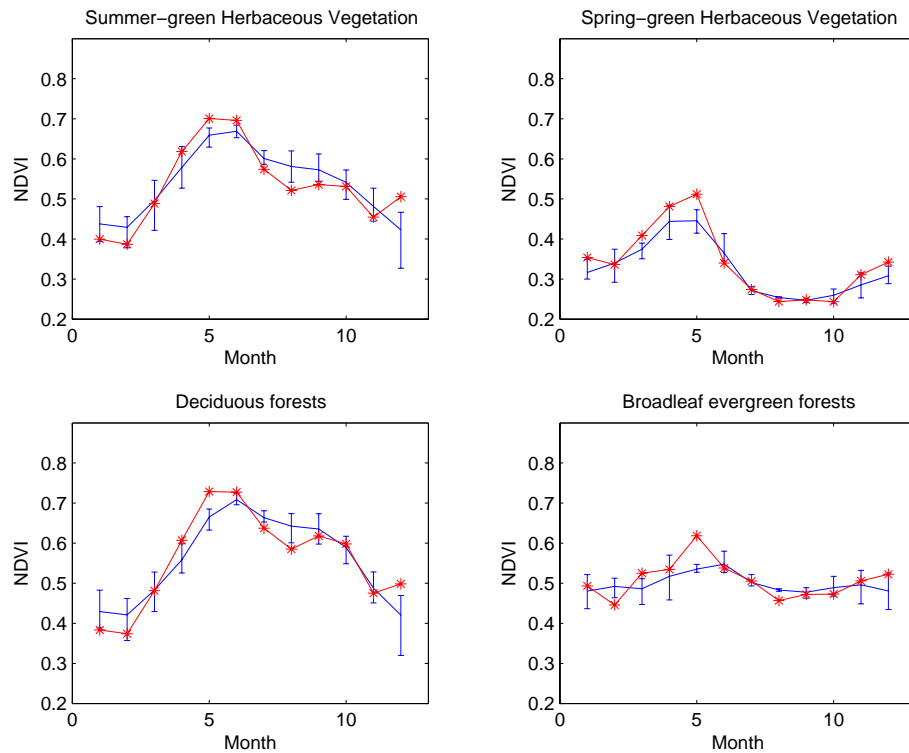 Summer−green Herbaceous Vegetation
0.8
0.7
0.6
0.5
0.4
0.3
0.2
NDVI
0 5 10
Month
Spring−green Herbaceous Vegetation
0.8
0.7
0.6
0.5
0.4
0.3
0.2
NDVI
0 5 10
Month
Deciduous forests
0.8
0.7
0.6
0.5
0.4
0.3
0.2
NDVI
0 5 10
Month
Broadleaf evergreen forests
0.8
0.7
0.6
0.5
0.4
0.3
0.2
NDVI
0 5 10
Month